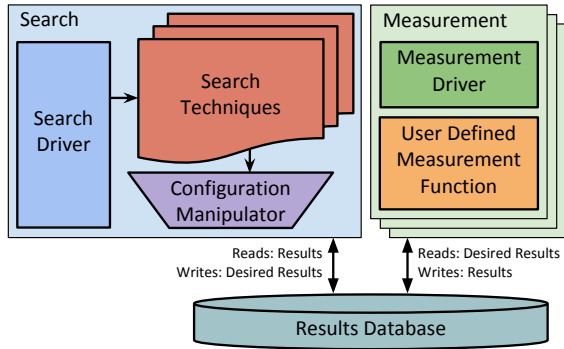 Search
Search
Driver
Search
Techniques
Configuration
Manipulator
Measurement
Measurement
Driver
User Defined
Measurement
Function
Reads: Results
Writes: Desired Results
Reads: Desired Results
Writes: Results
Results Database